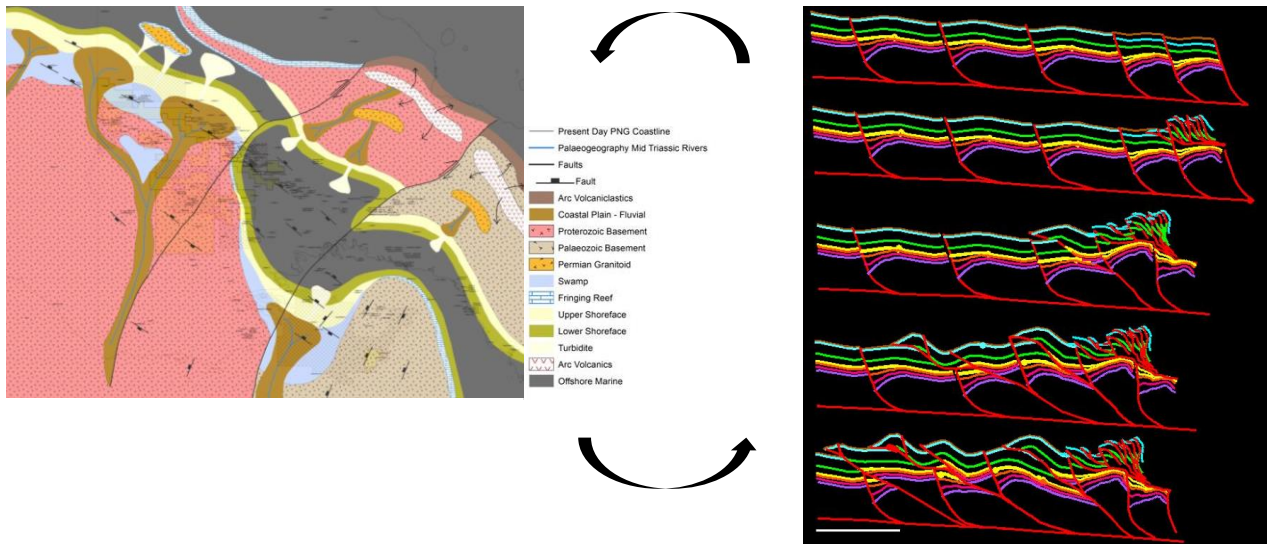 Present Day PNG Coastline
Palaeogeography Mid Triassic Rivers
Faults
Fault
Arc Volcaniclastics
Coastal Plain - Fluvial
Proterozoic Basement
Palaeozoic Basement
Permian Granitoid
Swamp
Fringing Reef
Upper Shoreface
Lower Shoreface
Turbidite
Arc Volcanics
Offshore Marine